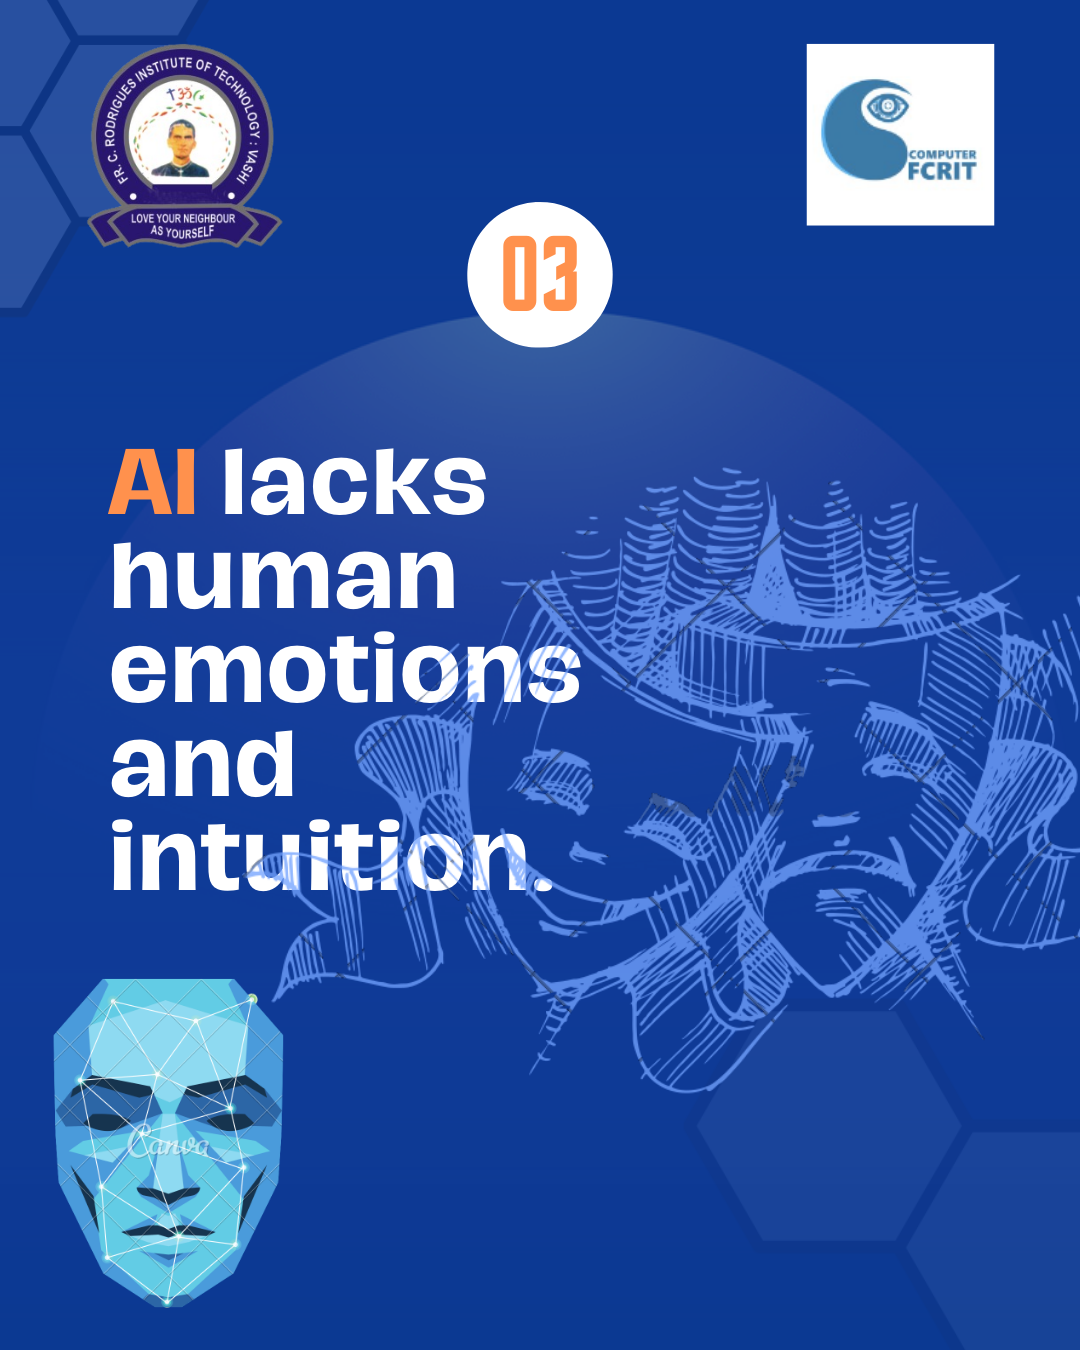 FR. C. RODRIGUES INSTITUTE OF TECHNOLOGY : VASHI
LOVE YOUR NEIGHBOUR
AS YOURSELF
COMPUTER
FCRIT
03
AI lacks
human
emotions
and
intuition.
Canva